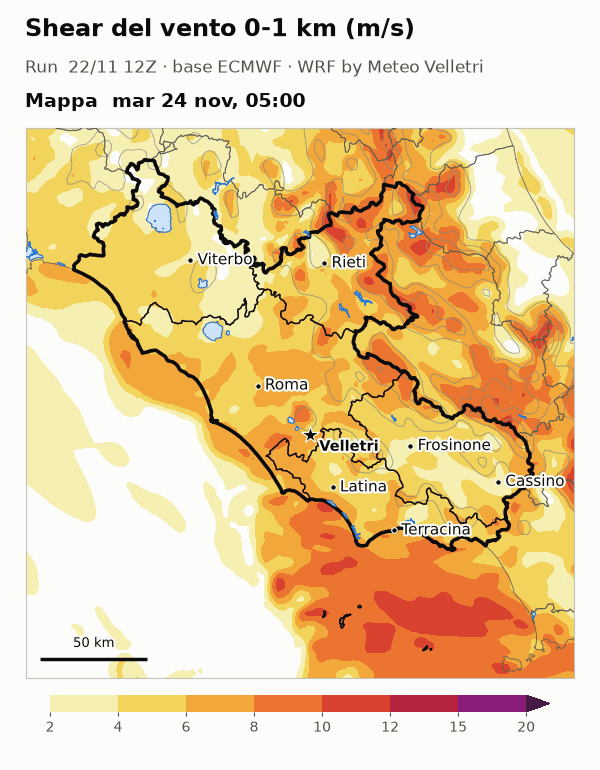 Shear del vento 0-1 km (m/s)
Run  22/11 12Z · base ECMWF · WRF by Meteo Velletri
Mappa  mar 24 nov, 05:00
Viterbo
Rieti
Roma
Velletri
Frosinone
Cassino
Latina
Terracina
50 km
2 4 6 8 10 12 15 20